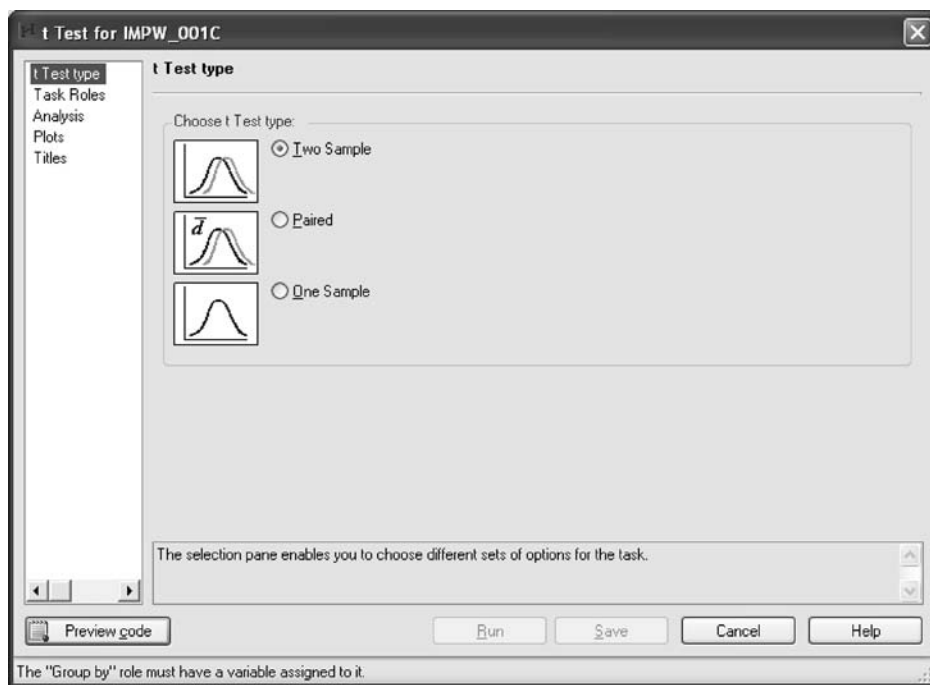 t Test for IMPW_001C
t Test type
Task Roles
Analysis
Plots
Titles
t Test type
Choose t Test type:
Two Sample
d̅
Paired
One Sample
The selection pane enables you to choose different sets of options for the task.
Preview code
Run
Save
Cancel
Help
The "Group by" role must have a variable assigned to it.